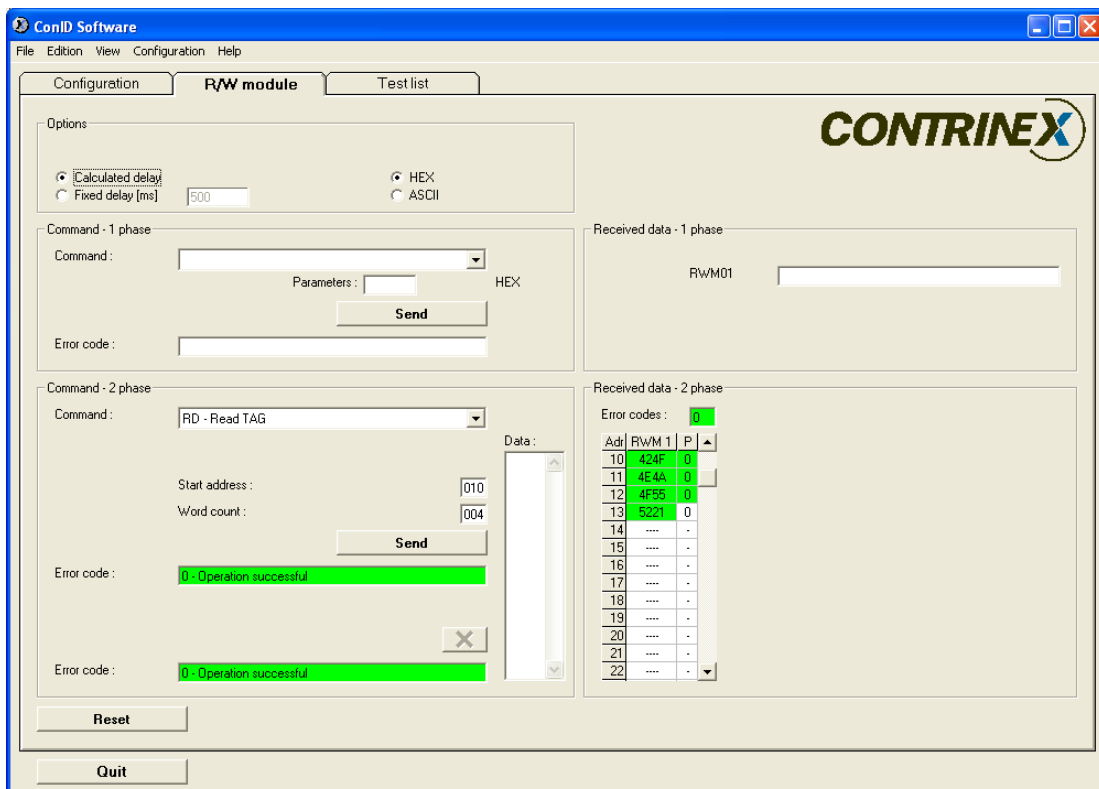 ConID Software
File Edition View Configuration Help
Configuration R/W module Test list
CONTRINEX
Options
Calculated delay
Fixed delay [ms] 500
HEX
ASCII
Command - 1 phase
Command :
Parameters : HEX
Send
Error code :
Received data - 1 phase
RWM01
Command - 2 phase
Command : RD - Read TAG
Data :
Start address : 010
Word count : 004
Send
Error code : 0 - Operation successful
Error code : 0 - Operation successful
Received data - 2 phase
Error codes : 0
Adr RWM 1 P
10 424F 0
11 4E4A 0
12 4F55 0
13 5221 0
14 ---- -
15 ---- -
16 ---- -
17 ---- -
18 ---- -
19 ---- -
20 ---- -
21 ---- -
22 ---- -
Reset
Quit